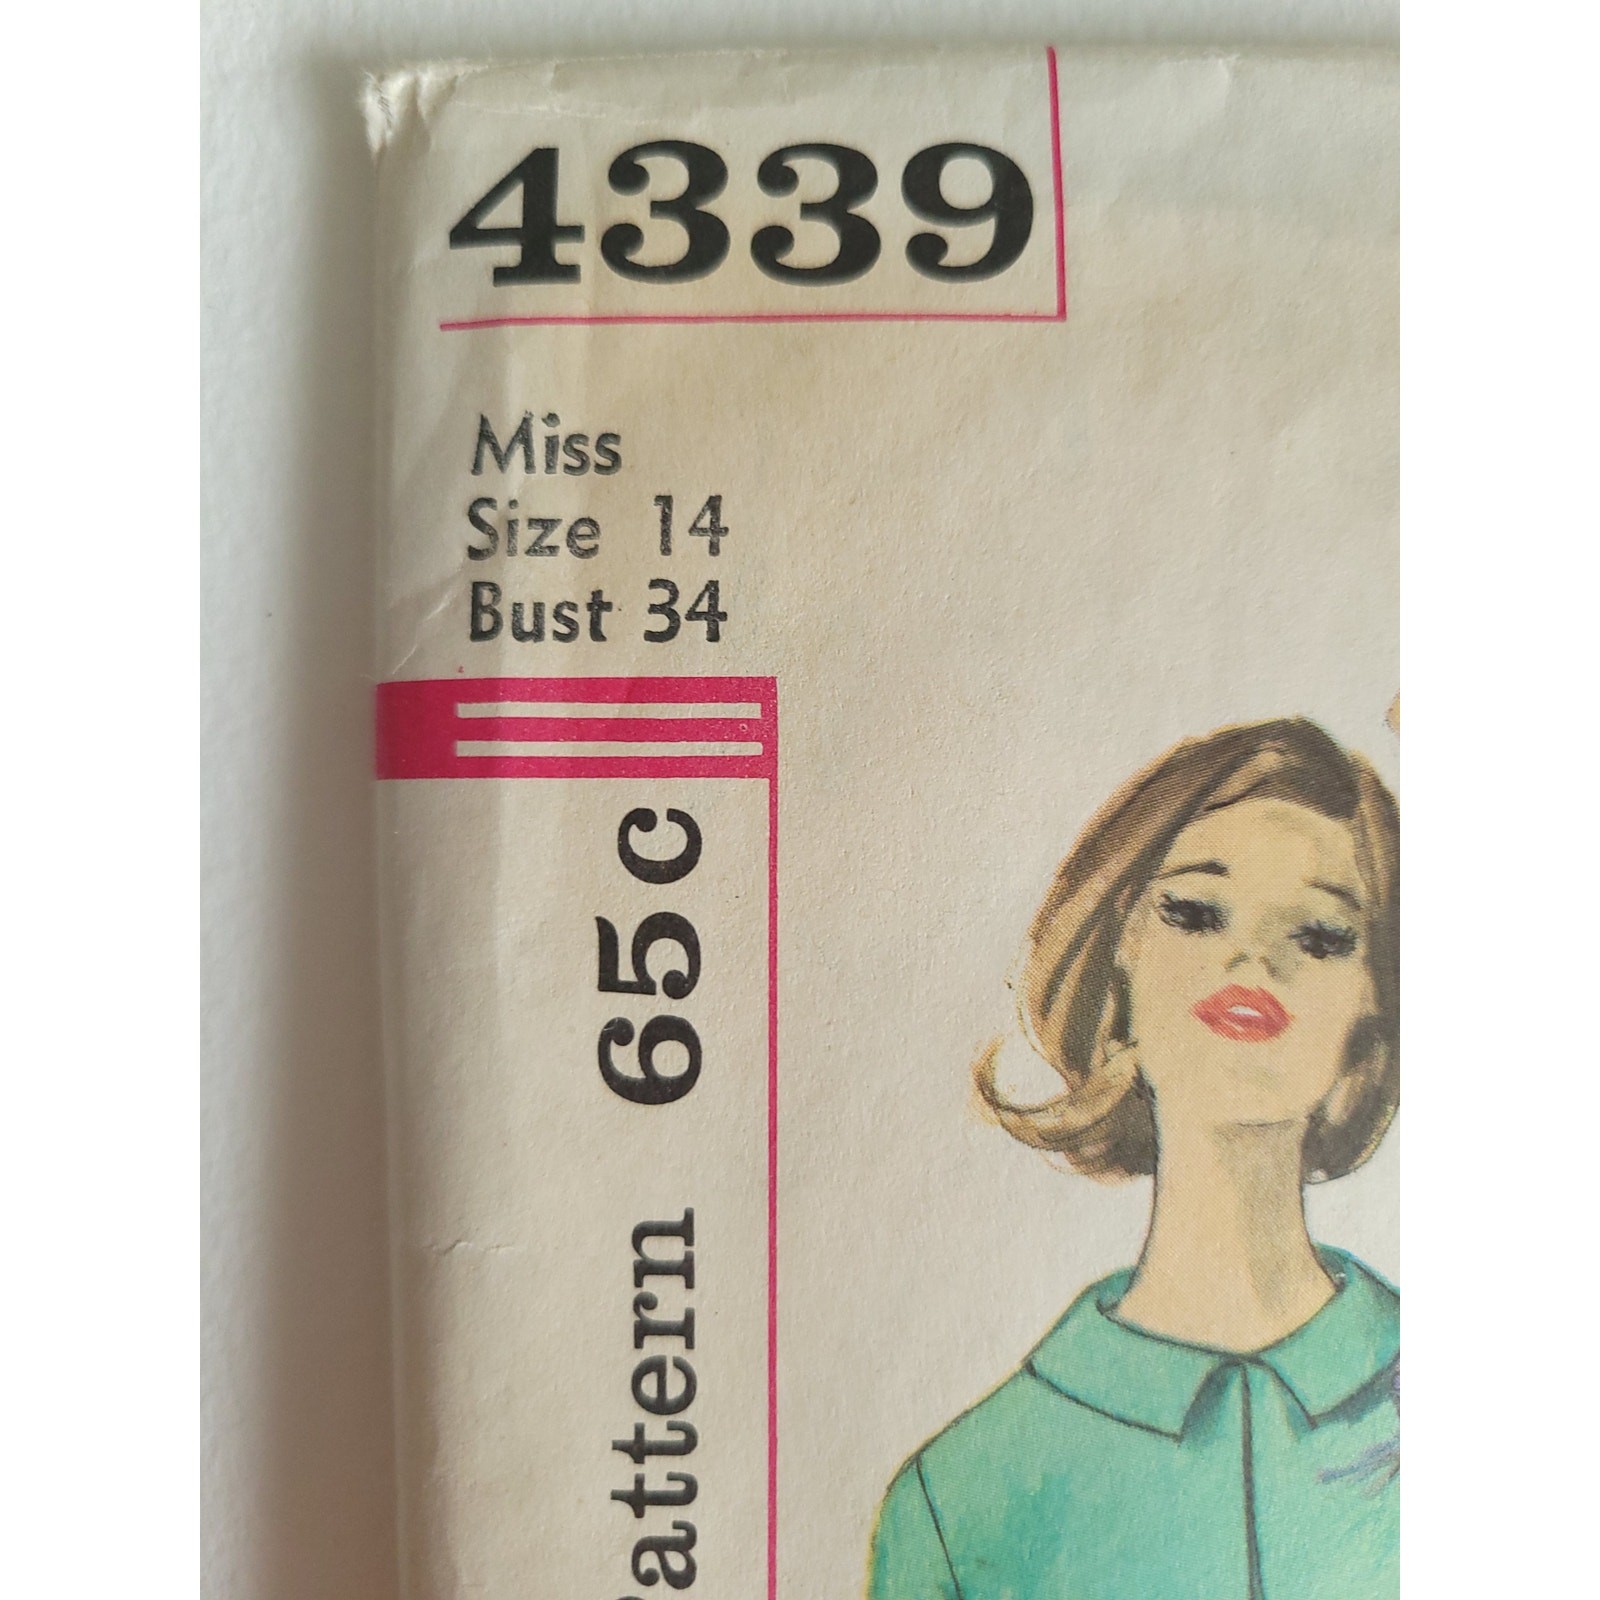 4339
Miss
Size 14
Bust 34
Pattern 65c